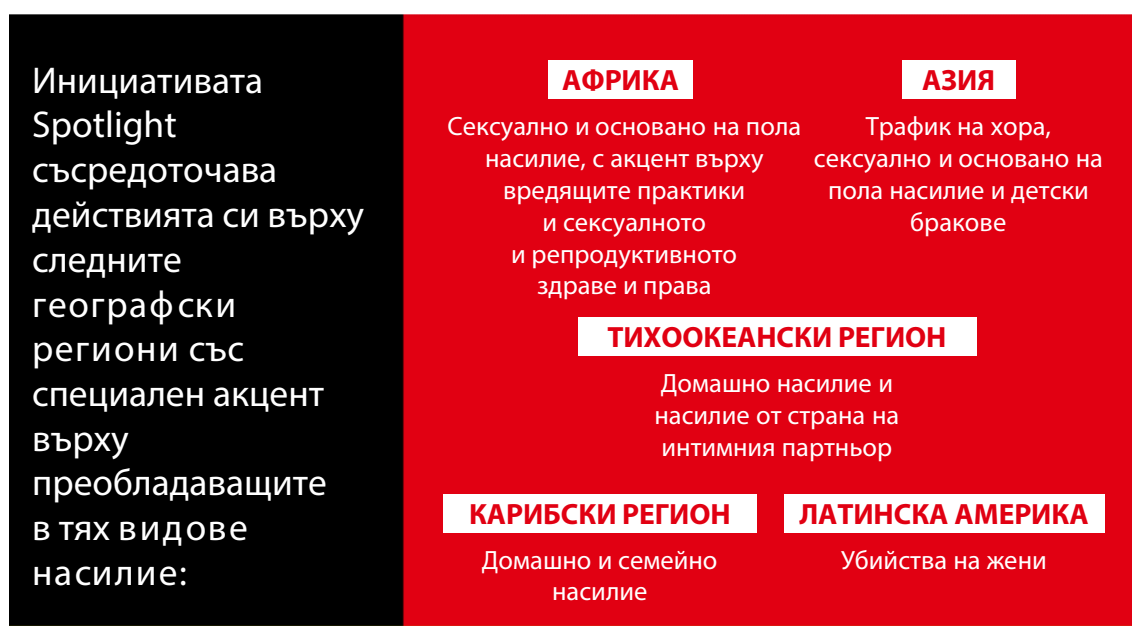 Инициативата
Spotlight
съсредоточава
действията си върху
следните
географски
региони със
специален акцент
върху
преобладаващите
в тях видове
насилие:
АФРИКА
Сексуално и основано на пола
насилие, с акцент върху
вредящите практики
и сексуалното
и репродуктивното
здраве и права
АЗИЯ
Трафик на хора,
сексуално и основано на
пола насилие и детски
бракове
ТИХООКЕАНСКИ РЕГИОН
Домашно насилие и
насилие от страна на
интимния партньор
КАРИБСКИ РЕГИОН
Домашно и семейно
насилие
ЛАТИНСКА АМЕРИКА
Убийства на жени